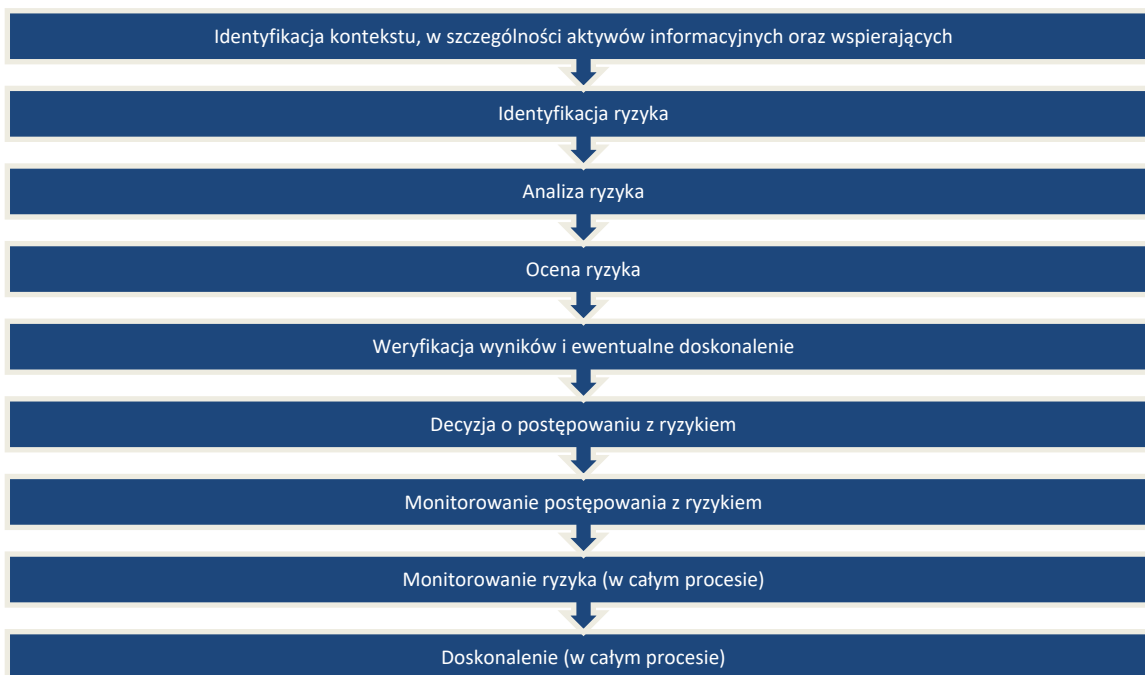 Identyfikacja kontekstu, w szczególności aktywów informacyjnych oraz wspierających
Identyfikacja ryzyka
Analiza ryzyka
Ocena ryzyka
Weryfikacja wyników i ewentualne doskonalenie
Decyzja o postępowaniu z ryzykiem
Monitorowanie postępowania z ryzykiem
Monitorowanie ryzyka (w całym procesie)
Doskonalenie (w całym procesie)